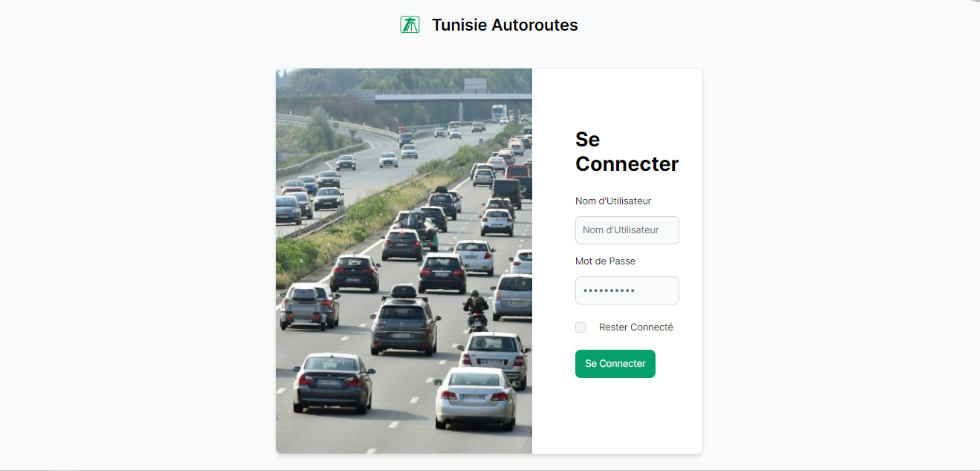 Tunisie Autoroutes
Se
Connecter
Nom d'Utilisateur
Nom d'Utilisateur
Mot de Passe
••••••••••
Rester Connecté
Se Connecter